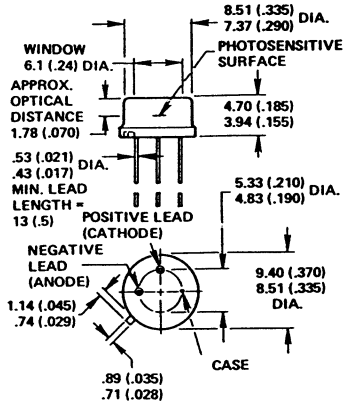 8.51 (.335) DIA.
7.37 (.290)
WINDOW
6.1 (.24) DIA.
PHOTOSENSITIVE
SURFACE
APPROX.
OPTICAL
DISTANCE
1.78 (.070)
4.70 (.185)
3.94 (.155)
.53 (.021) DIA.
.43 (.017)
MIN. LEAD
LENGTH =
13 (.5)
5.33 (.210) DIA.
4.83 (.190)
POSITIVE LEAD
(CATHODE)
NEGATIVE
LEAD
(ANODE)
9.40 (.370)
8.51 (.335)
DIA.
1.14 (.045)
.74 (.029)
CASE
.89 (.035)
.71 (.028)